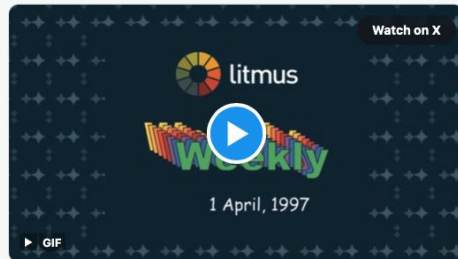 Watch on X
litmus
Weekly
1 April, 1997
GIF